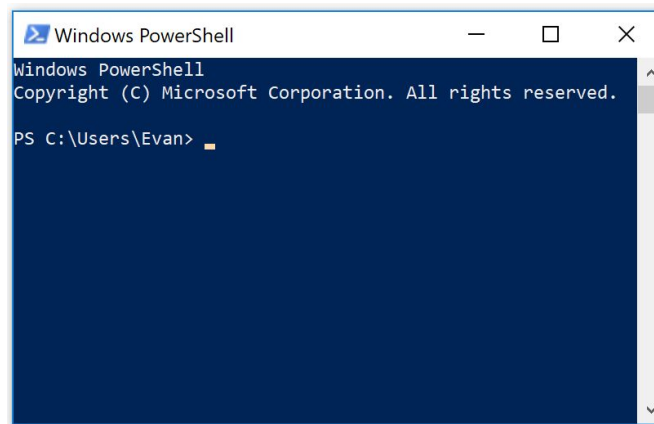 Windows PowerShell
Windows PowerShell
Copyright (C) Microsoft Corporation. All rights reserved.
PS C:\Users\Evan>